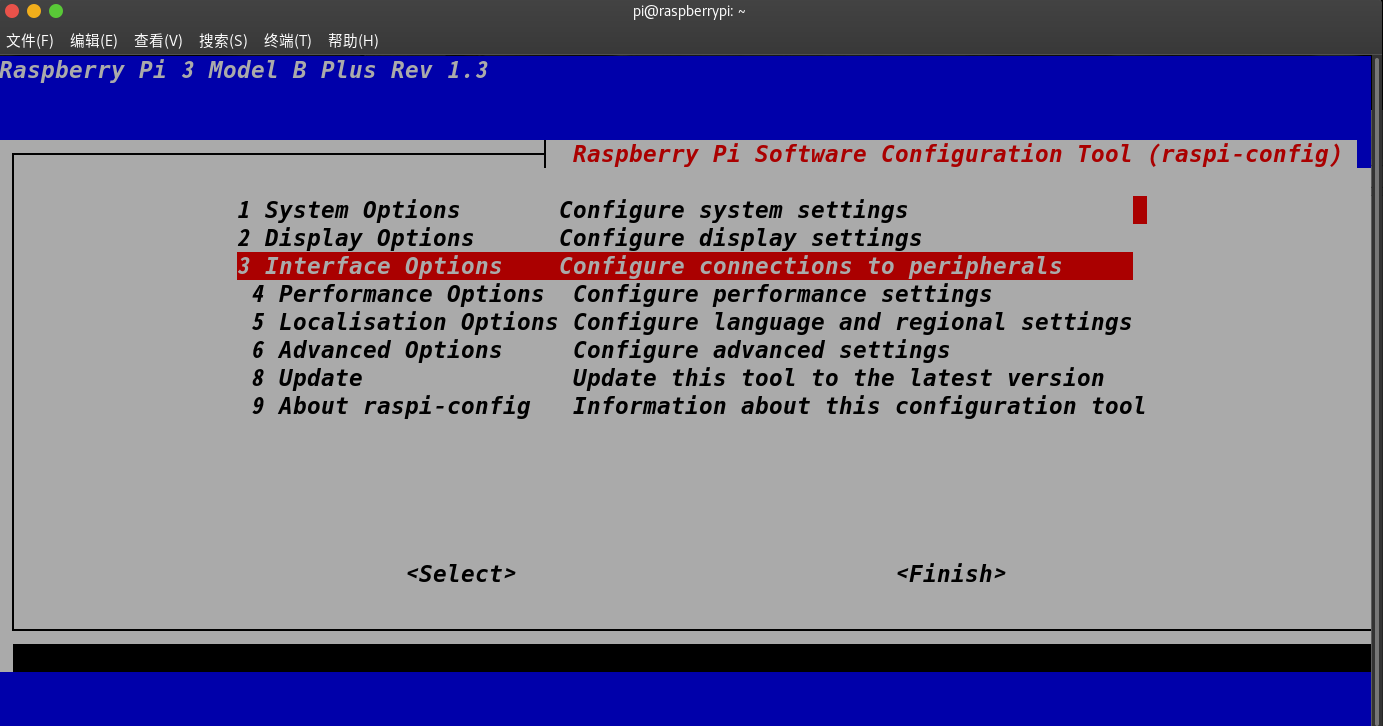 pi@raspberrypi: ~
文件(F) 编辑(E) 查看(V) 搜索(S) 终端(T) 帮助(H)
Raspberry Pi 3 Model B Plus Rev 1.3
Raspberry Pi Software Configuration Tool (raspi-config)
1 System Options Configure system settings
2 Display Options Configure display settings
3 Interface Options Configure connections to peripherals
4 Performance Options Configure performance settings
5 Localisation Options Configure language and regional settings
6 Advanced Options Configure advanced settings
8 Update Update this tool to the latest version
9 About raspi-config Information about this configuration tool
<Select> <Finish>